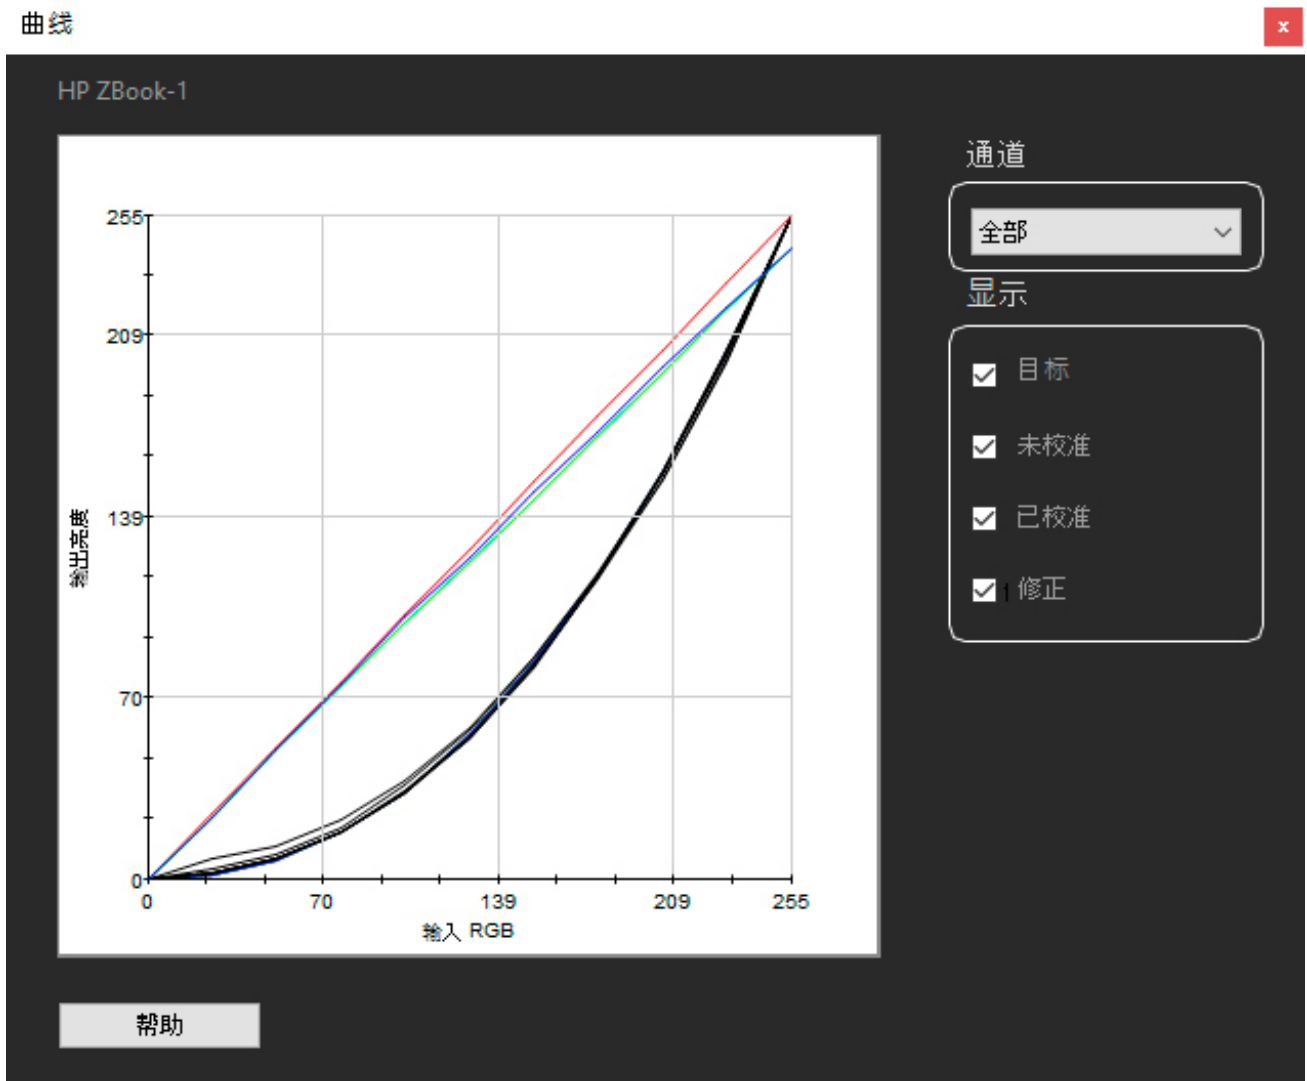 曲线
x
HP ZBook-1
255
209
139
70
0
0 70 139 209 255
输出亮度
输入 RGB
通道
全部
显示
目标
未校准
已校准
修正
帮助